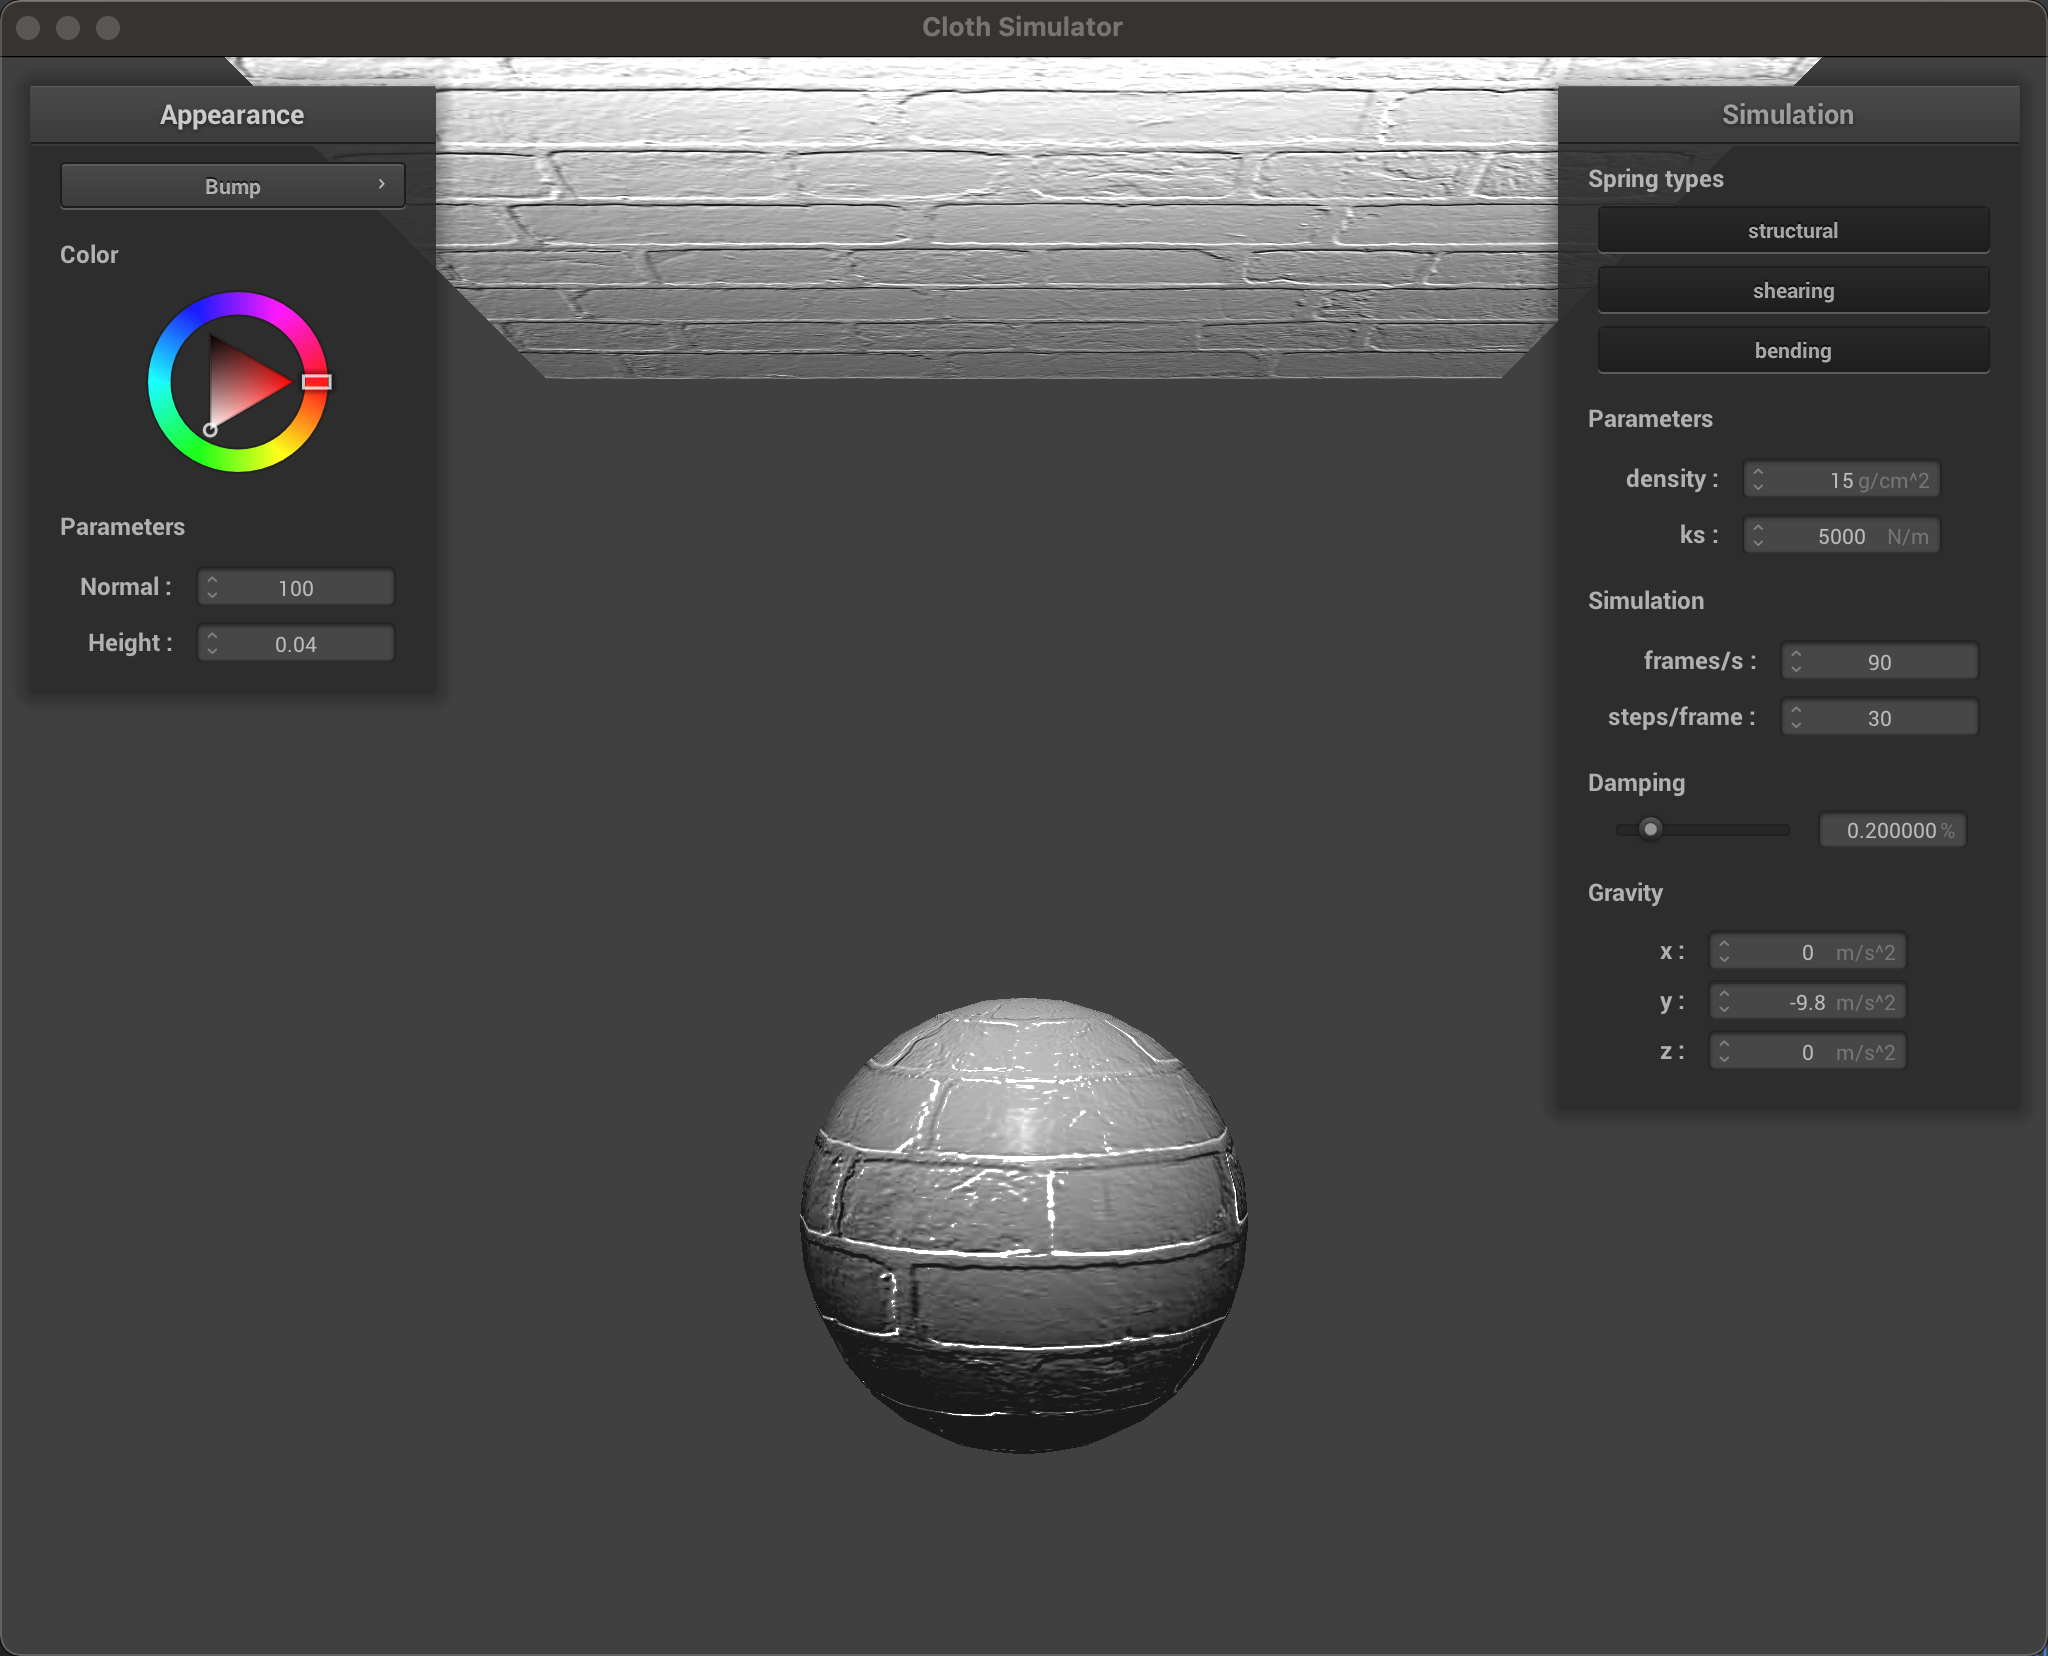 Cloth Simulator
Appearance
Bump
Color
Parameters
Normal : 100
Height : 0.04
Simulation
Spring types
structural
shearing
bending
Parameters
density : 15 g/cm^2
ks : 5000 N/m
Simulation
frames/s : 90
steps/frame : 30
Damping
0.200000 %
Gravity
x : 0 m/s^2
y : -9.8 m/s^2
z : 0 m/s^2